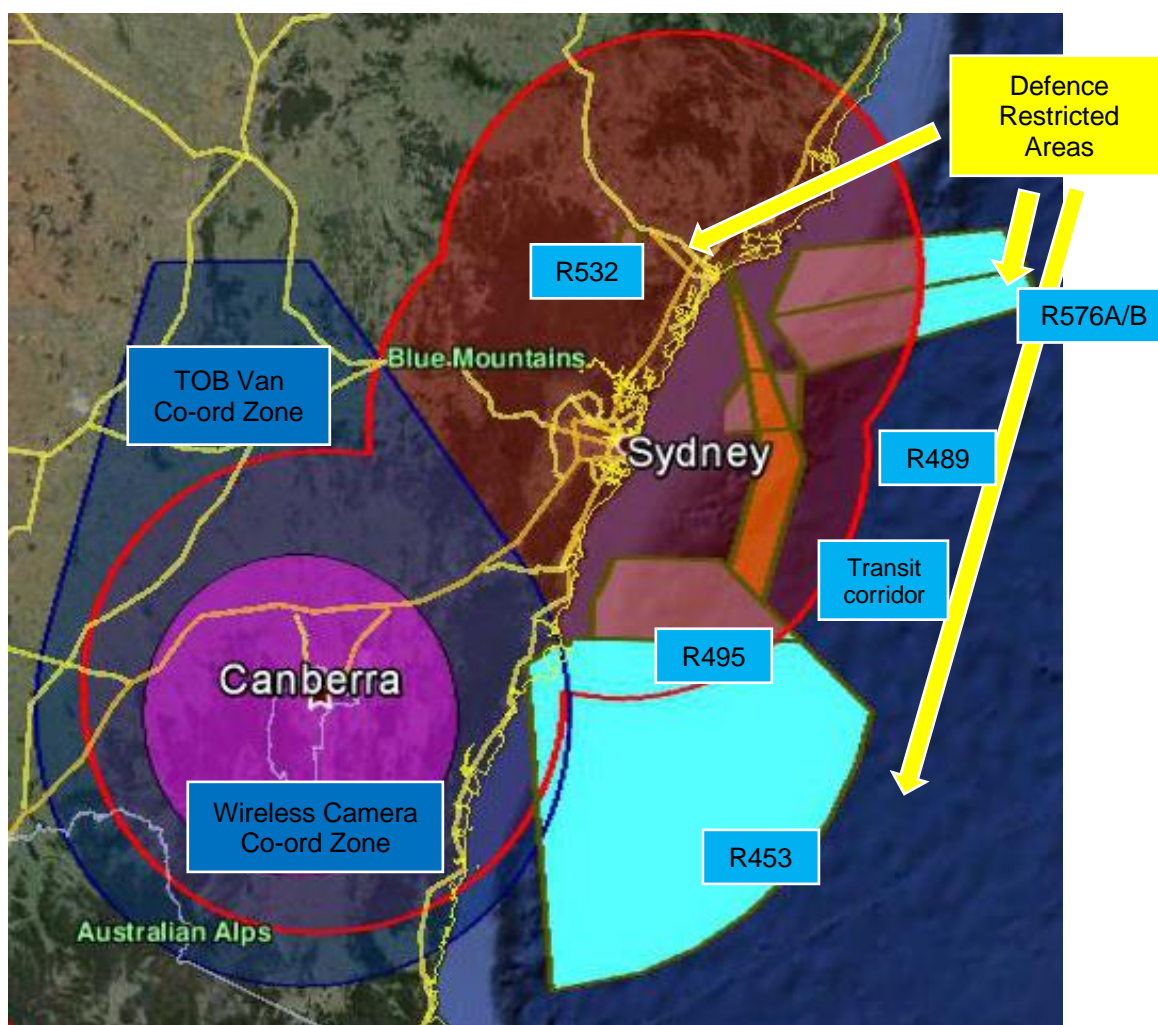 Defence
Restricted
Areas
R532
R576A/B
Blue Mountains
TOB Van
Co-ord Zone
Sydney
R489
Transit
corridor
R495
Canberra
Wireless Camera
Co-ord Zone
R453
Australian Alps